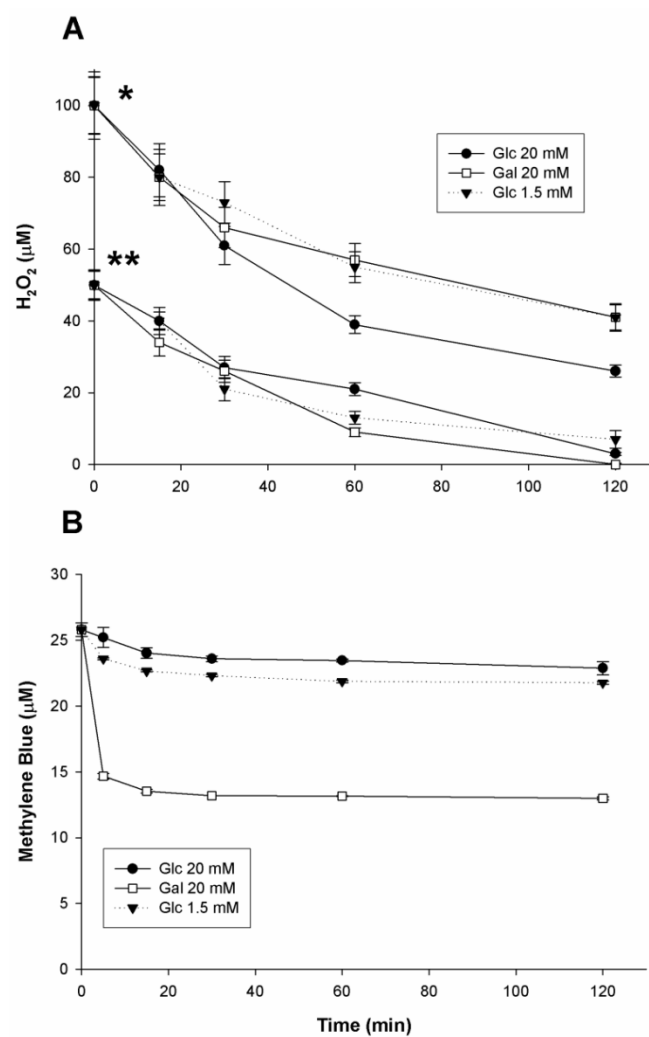 A
*
**
H₂O₂ (µM)
100
80
60
40
20
0
Glc 20 mM
Gal 20 mM
Glc 1.5 mM
0 20 40 60 80 100 120
B
Methylene Blue (µM)
30
25
20
15
10
5
0
Glc 20 mM
Gal 20 mM
Glc 1.5 mM
0 20 40 60 80 100 120
Time (min)